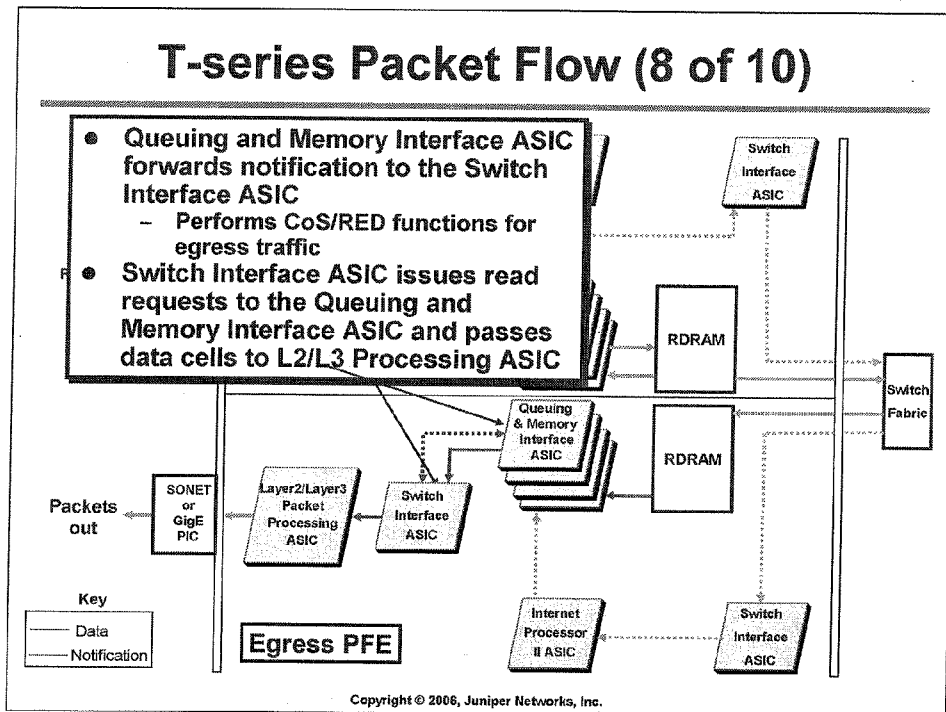 T-series Packet Flow (8 of 10)
● Queuing and Memory Interface ASIC
forwards notification to the Switch
Interface ASIC
– Performs CoS/RED functions for
egress traffic
● Switch Interface ASIC issues read
requests to the Queuing and
Memory Interface ASIC and passes
data cells to L2/L3 Processing ASIC
Switch
Interface
ASIC
RDRAM
Switch
Fabric
Queuing
& Memory
Interface
ASIC
RDRAM
Packets
out
SONET
or
GigE
PIC
Layer2/Layer3
Packet
Processing
ASIC
Switch
Interface
ASIC
Key
Data
Notification
Egress PFE
Internet
Processor
II ASIC
Switch
Interface
ASIC
Copyright © 2006, Juniper Networks, Inc.